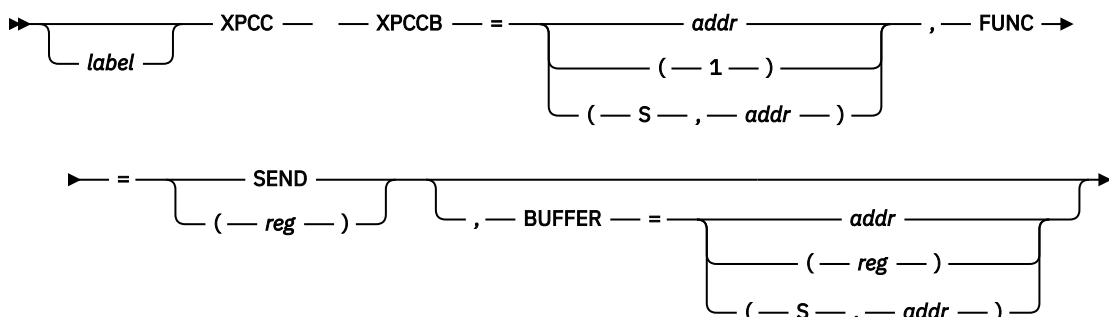 XPCC XPCCB = addr , FUNC
label
( 1 )
( S , addr )
= SEND
( reg )
, BUFFER = addr
( reg )
( S , addr )